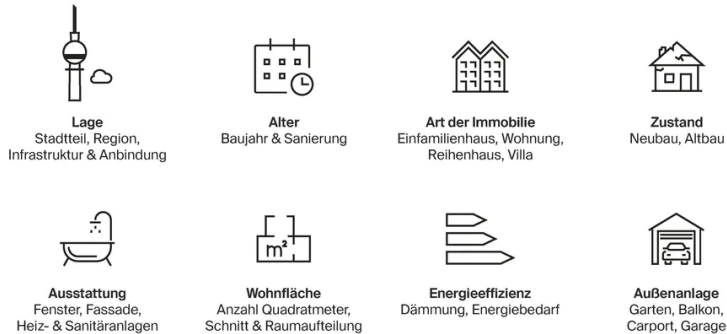 Lage
Stadtteil, Region,
Infrastruktur & Anbindung
Alter
Baujahr & Sanierung
Art der Immobilie
Einfamilienhaus, Wohnung,
Reihenhaus, Villa
Zustand
Neubau, Altbau
Ausstattung
Fenster, Fassade,
Heiz- & Sanitäranlagen
m²
Wohnfläche
Anzahl Quadratmeter,
Schnitt & Raumaufteilung
Energieeffizienz
Dämmung, Energiebedarf
Außenanlage
Garten, Balkon,
Carport, Garage